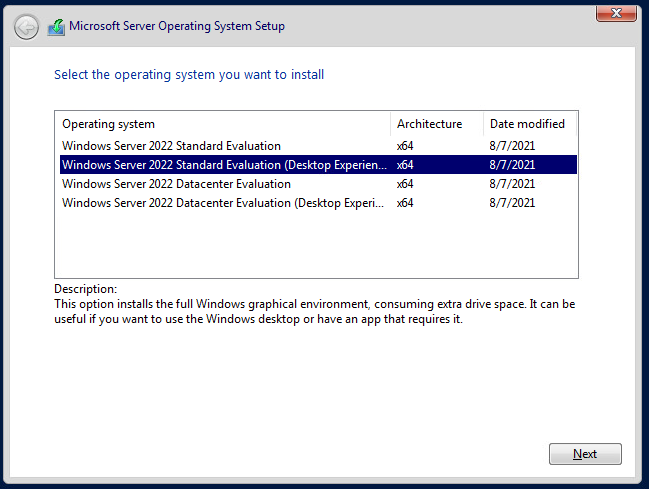 Microsoft Server Operating System Setup
Select the operating system you want to install
Operating system Architecture Date modified
Windows Server 2022 Standard Evaluation x64 8/7/2021
Windows Server 2022 Standard Evaluation (Desktop Experien... x64 8/7/2021
Windows Server 2022 Datacenter Evaluation x64 8/7/2021
Windows Server 2022 Datacenter Evaluation (Desktop Experi... x64 8/7/2021
Description:
This option installs the full Windows graphical environment, consuming extra drive space. It can be
useful if you want to use the Windows desktop or have an app that requires it.
Next